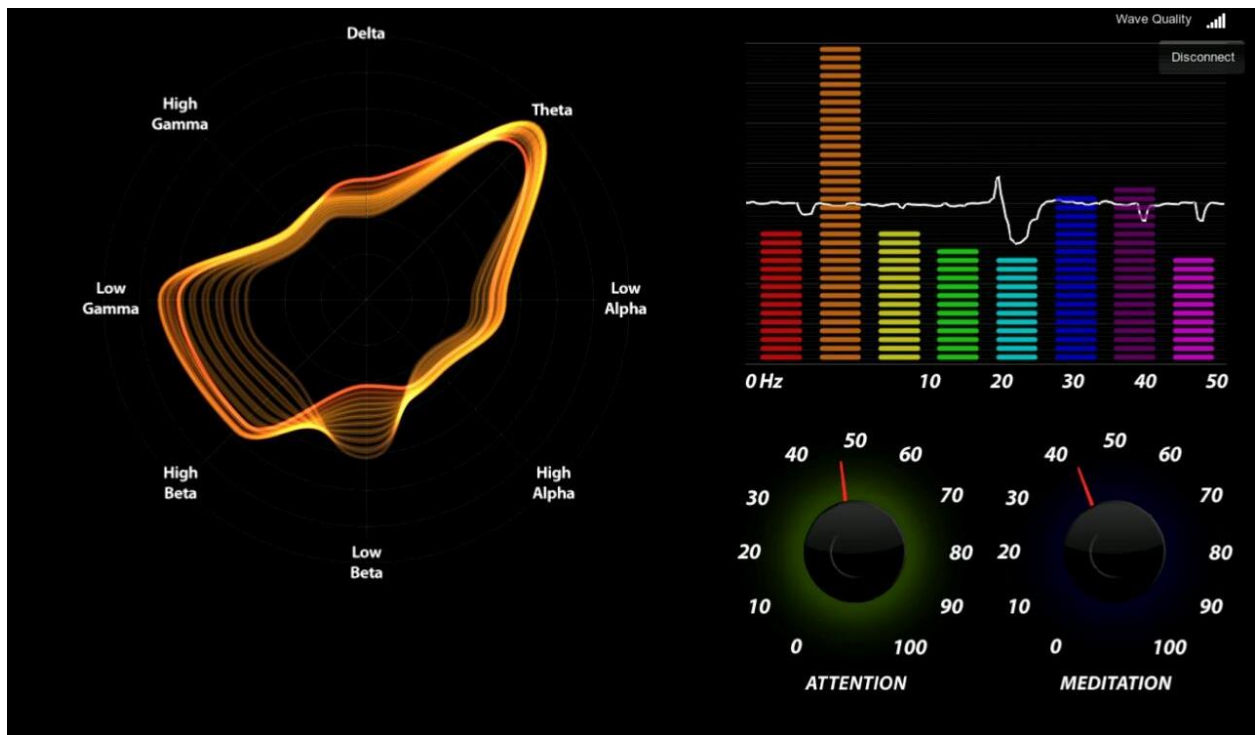 Wave Quality
Disconnect
Delta
High
Gamma
Theta
Low
Gamma
Low
Alpha
High
Beta
High
Alpha
Low
Beta
0 Hz 10 20 30 40 50
0 10 20 30 40 50 60 70 80 90 100
ATTENTION
0 10 20 30 40 50 60 70 80 90 100
MEDITATION